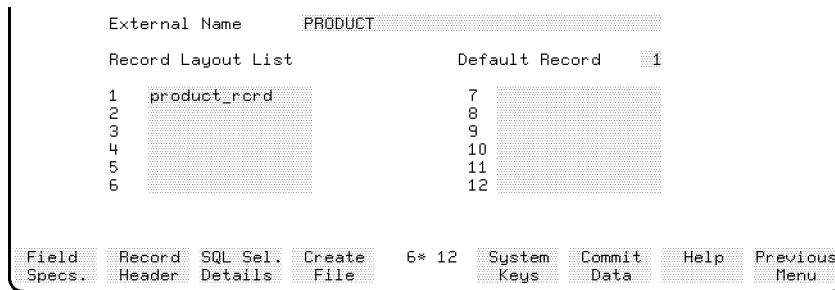 External Name PRODUCT
Record Layout List Default Record 1
1 product_rcrd 7
2 8
3 9
4 10
5 11
6 12
Field Record SQL Sel. Create 6* 12 System Commit Help Previous
Specs. Header Details File Keys Data Menu